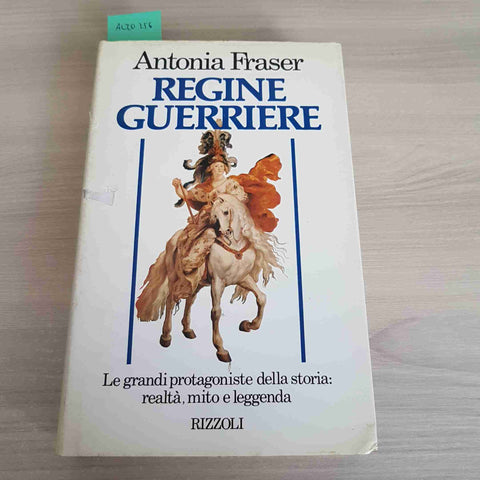 Antonia Fraser
REGINE
GUERRIERE
Le grandi protagoniste della storia:
realtà, mito e leggenda
RIZZOLI